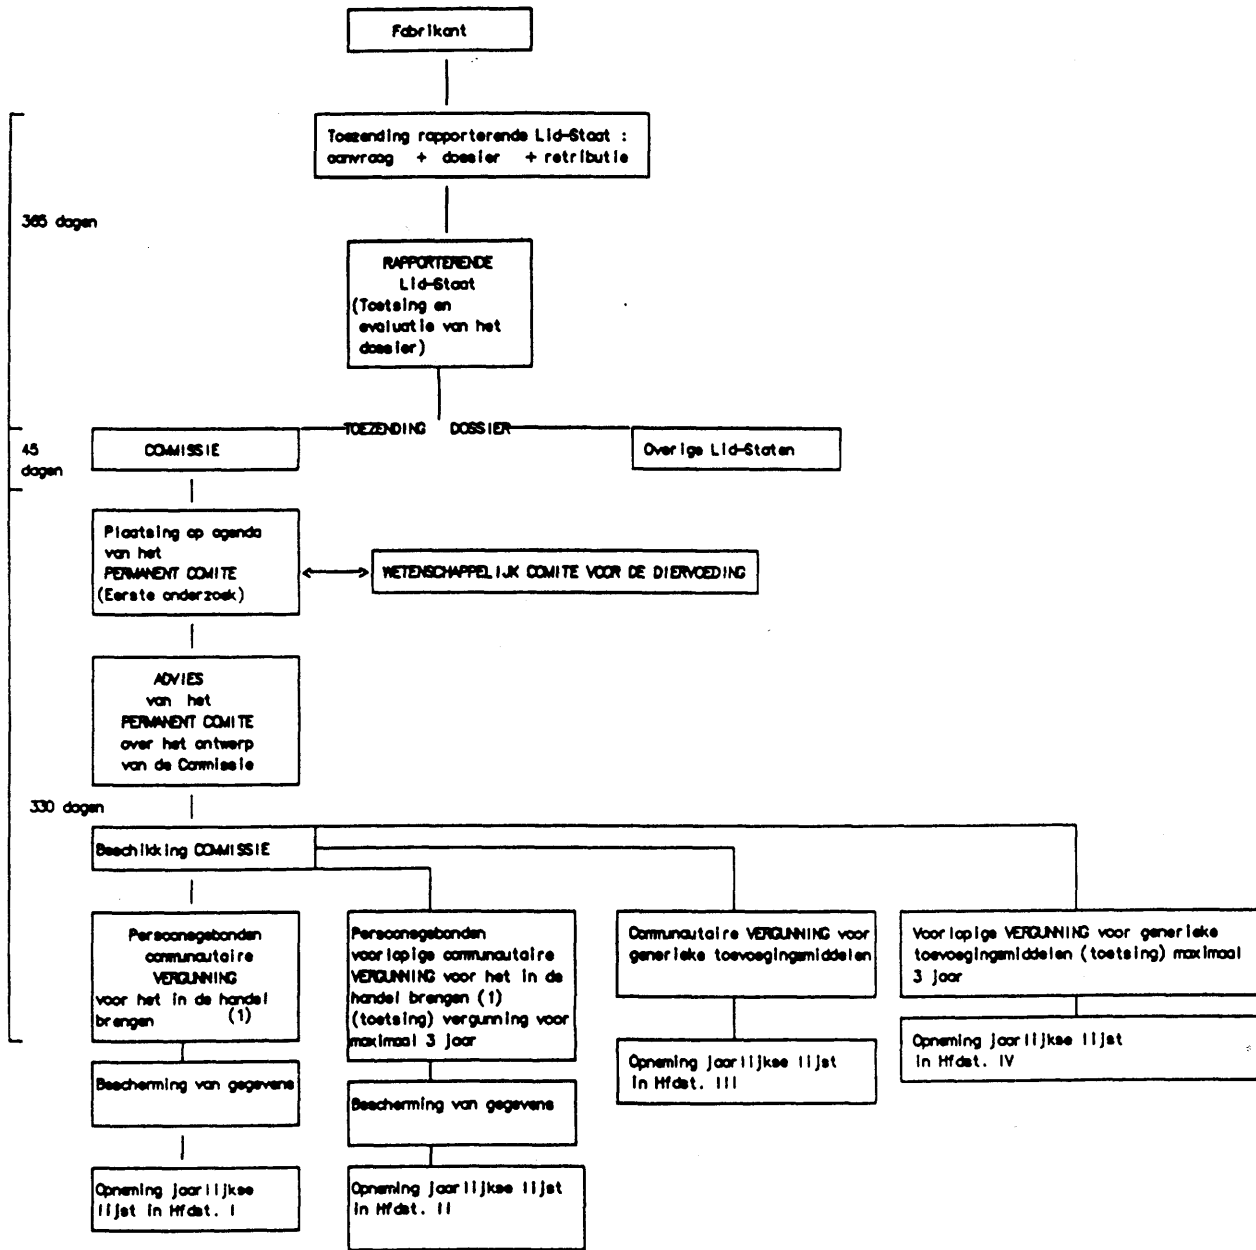 Fabrikant
Toezending rapporterende Lid-Staat :
aanvraag + dossier + retributie
365 dagen
RAPPORTERENDE
Lid-Staat
(Toetsing en
evaluatie van het
dossier)
TOEZENDING DOSSIER
45
dagen
COMMISSIE
Overige Lid-Staten
Plaatsing op agenda
van het
PERMANENT COMITE
(Eerste onderzoek)
WETENSCHAPPELIJK COMITE VOOR DE DIERVOEDING
ADVIES
van het
PERMANENT COMITE
over het ontwerp
van de Commissie
330 dagen
Beschikking COMMISSIE
Persoonsgebonden
communautaire
VERGUNNING
voor het in de handel
brengen (1)
Persoonsgebonden
voorlopige communautaire
VERGUNNING voor het in de
handel brengen (1)
(toetsing) vergunning voor
maximaal 3 jaar
Communautaire VERGUNNING voor
generieke toevoegingsmiddelen
Voorlopige VERGUNNING voor generieke
toevoegingsmiddelen (toetsing) maximaal
3 jaar
Opneming jaarlijkse lijst
in Hfdst. III
Opneming jaarlijkse lijst
in Hfdst. IV
Bescherming van gegevens
Bescherming van gegevens
Opneming jaarlijkse
lijst in Hfdst. I
Opneming jaarlijkse lijst
in Hfdst. II